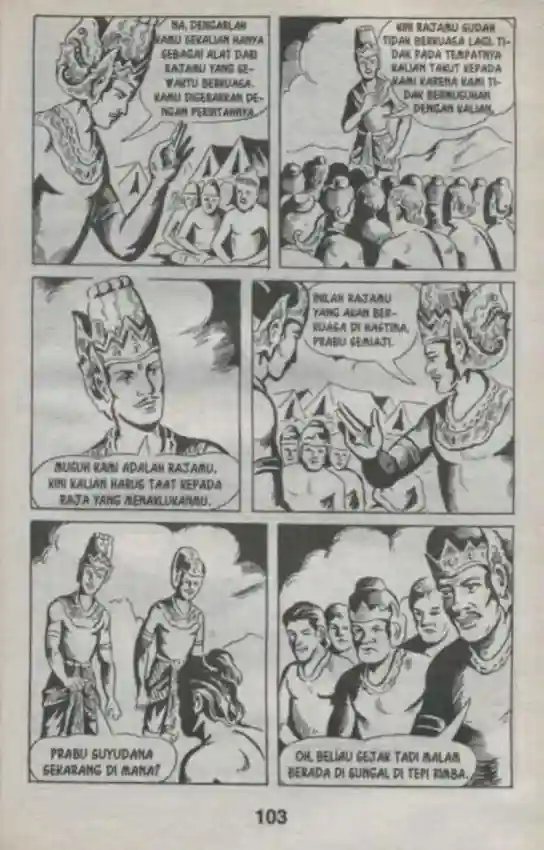 NA, DENGARLAH
KAMU SEKALIAN HANYA
SEBAGAI ALAT DARI
RAJAMU YANG SE-
WAKTU BERKUASA.
KAMU DIGERAKKAN DE-
NGAN PERINTAHNYA.
KINI RAJAMU SUDAH
TIDAK BERKUASA LAGI. TI-
DAK PADA TEMPATNYA
KALIAN TAKUT KEPADA
KAMI KARENA KAMI TI-
DAK BERMUSUHAN
DENGAN KALIAN.
MUSUH KAMI ADALAH RAJAMU.
KINI KALIAN HARUS TAAT KEPADA
RAJA YANG MENAKLUKANMU.
INILAH RAJAMU
YANG AKAN BER-
KUASA DI HASTINA,
PRABU SEMIAJI.
PRABU SUYUDANA
SEKARANG DI MANA?
OH, BELIAU SEJAK TADI MALAM
BERADA DI SUNGAI DI TEPI RIMBA.
103